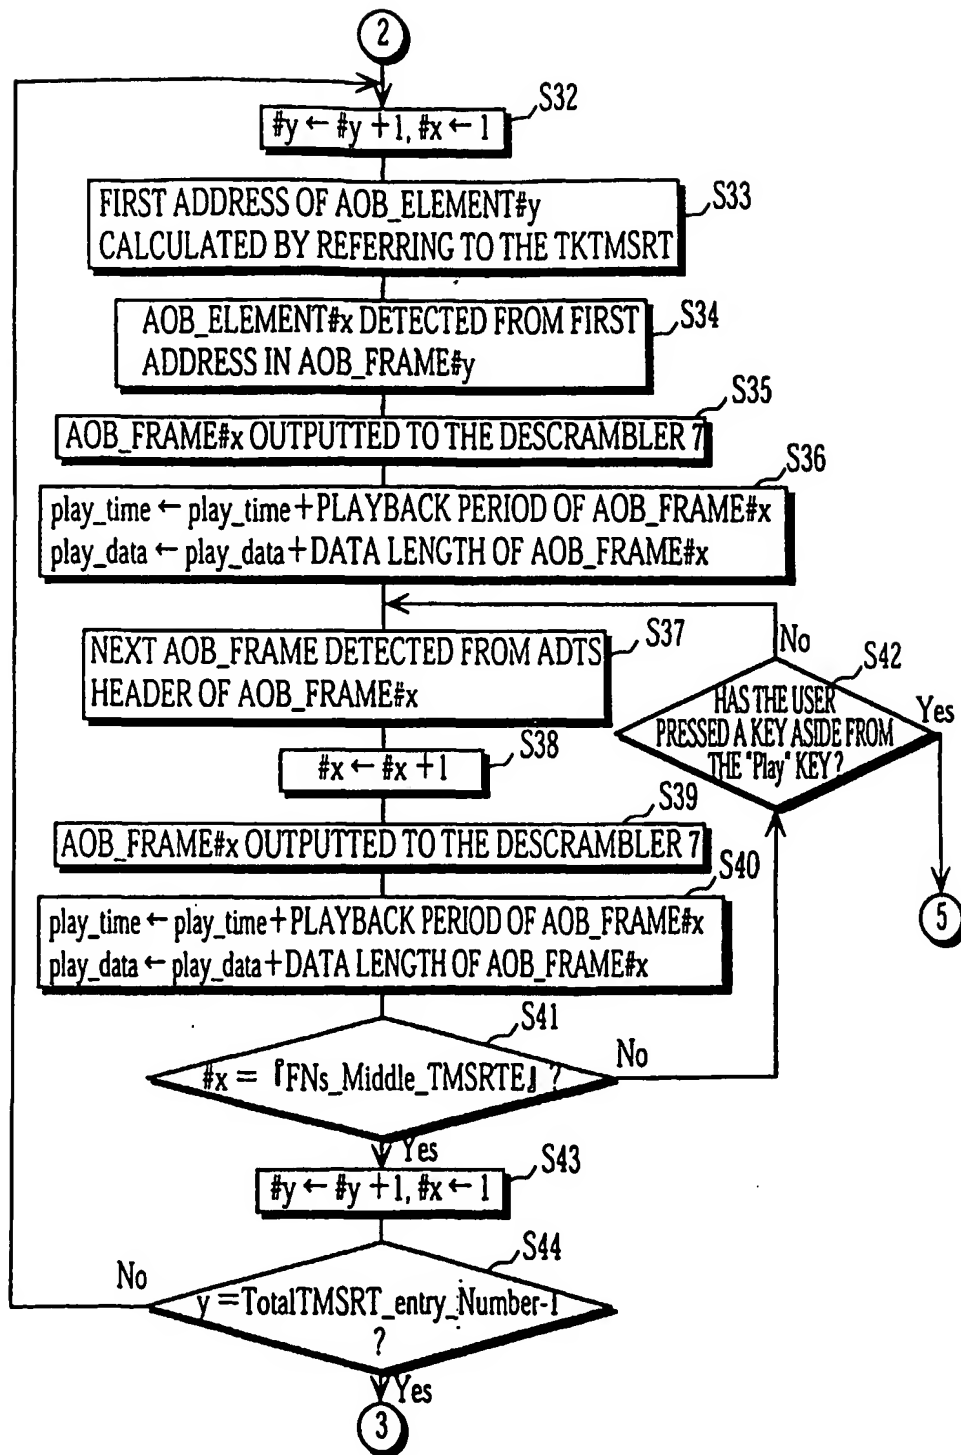 2
S32
#y ← #y + 1, #x ← 1
S33
FIRST ADDRESS OF AOB_ELEMENT#y
CALCULATED BY REFERRING TO THE TKTMSRT
S34
AOB_ELEMENT#x DETECTED FROM FIRST
ADDRESS IN AOB_FRAME#y
S35
AOB_FRAME#x OUTPUTTED TO THE DESCRAMBLER 7
S36
play_time ← play_time + PLAYBACK PERIOD OF AOB_FRAME#x
play_data ← play_data + DATA LENGTH OF AOB_FRAME#x
S37
NEXT AOB_FRAME DETECTED FROM ADTS
HEADER OF AOB_FRAME#x
No
S42
HAS THE USER
PRESSED A KEY ASIDE FROM
THE "Play" KEY?
Yes
5
S38
#x ← #x + 1
S39
AOB_FRAME#x OUTPUTTED TO THE DESCRAMBLER 7
S40
play_time ← play_time + PLAYBACK PERIOD OF AOB_FRAME#x
play_data ← play_data + DATA LENGTH OF AOB_FRAME#x
S41
#x = 『FNs_Middle_TMSRTE』 ?
No
Yes
S43
#y ← #y + 1, #x ← 1
S44
No
y = TotalTMSRT_entry_Number-1
?
Yes
3